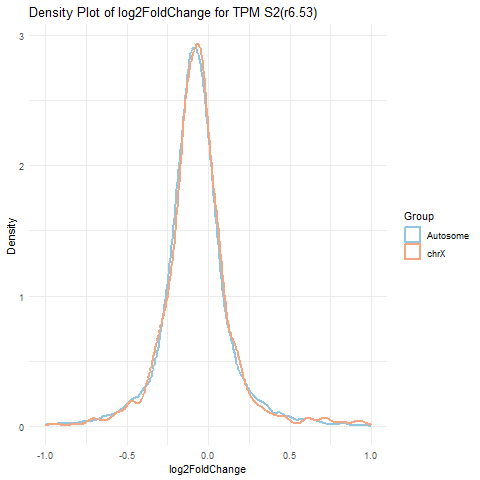 Density Plot of log2FoldChange for TPM S2(r6.53)
3
2
1
0
Density
-1.0
-0.5
0.0
0.5
1.0
log2FoldChange
Group
Autosome
chrX